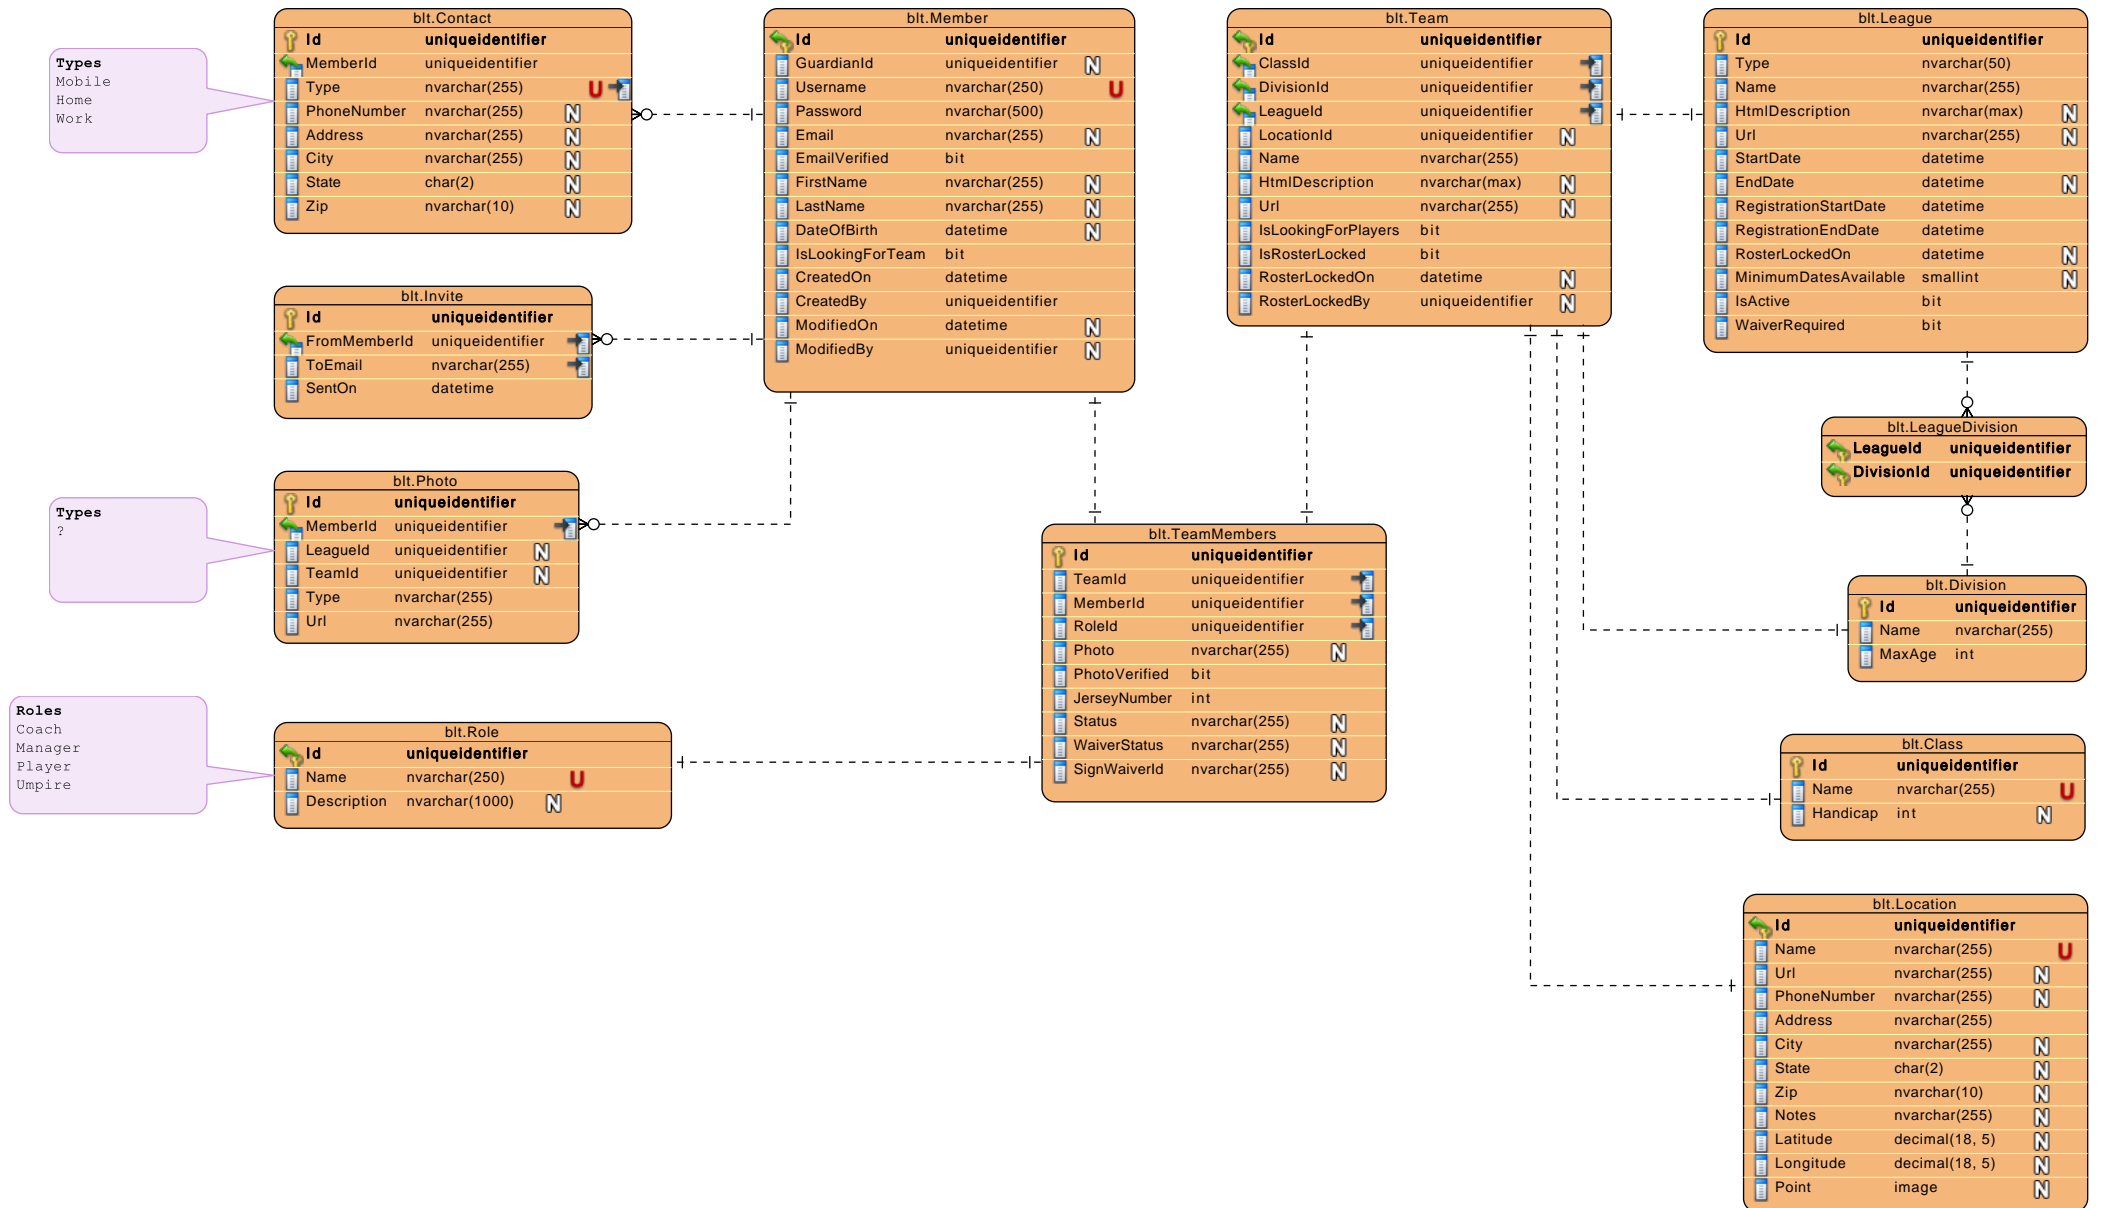 Types
Mobile
Home
Work
blt.Contact
Id uniqueidentifier
MemberId uniqueidentifier
Type nvarchar(255) U
PhoneNumber nvarchar(255) N
Address nvarchar(255) N
City nvarchar(255) N
State char(2) N
Zip nvarchar(10) N
blt.Member
Id uniqueidentifier
GuardianId uniqueidentifier N
Username nvarchar(250) U
Password nvarchar(500)
Email nvarchar(255) N
EmailVerified bit
FirstName nvarchar(255) N
LastName nvarchar(255) N
DateOfBirth datetime N
IsLookingForTeam bit
CreatedOn datetime
CreatedBy uniqueidentifier
ModifiedOn datetime N
ModifiedBy uniqueidentifier N
blt.Team
Id uniqueidentifier
ClassId uniqueidentifier
DivisionId uniqueidentifier
LeagueId uniqueidentifier
LocationId uniqueidentifier N
Name nvarchar(255)
HtmlDescription nvarchar(max) N
Url nvarchar(255) N
IsLookingForPlayers bit
IsRosterLocked bit
RosterLockedOn datetime N
RosterLockedBy uniqueidentifier N
blt.League
Id uniqueidentifier
Type nvarchar(50)
Name nvarchar(255)
HtmlDescription nvarchar(max) N
Url nvarchar(255) N
StartDate datetime
EndDate datetime N
RegistrationStartDate datetime
RegistrationEndDate datetime
RosterLockedOn datetime N
MinimumDatesAvailable smallint N
IsActive bit
WaiverRequired bit
blt.Invite
Id uniqueidentifier
FromMemberId uniqueidentifier
ToEmail nvarchar(255)
SentOn datetime
blt.LeagueDivision
LeagueId uniqueidentifier
DivisionId uniqueidentifier
Types
?
blt.Photo
Id uniqueidentifier
MemberId uniqueidentifier
LeagueId uniqueidentifier N
TeamId uniqueidentifier N
Type nvarchar(255)
Url nvarchar(255)
blt.TeamMembers
Id uniqueidentifier
TeamId uniqueidentifier
MemberId uniqueidentifier
RoleId uniqueidentifier
Photo nvarchar(255) N
PhotoVerified bit
JerseyNumber int
Status nvarchar(255) N
WaiverStatus nvarchar(255) N
SignWaiverId nvarchar(255) N
blt.Division
Id uniqueidentifier
Name nvarchar(255)
MaxAge int
Roles
Coach
Manager
Player
Umpire
blt.Role
Id uniqueidentifier
Name nvarchar(250) U
Description nvarchar(1000) N
blt.Class
Id uniqueidentifier
Name nvarchar(255) U
Handicap int N
blt.Location
Id uniqueidentifier
Name nvarchar(255) U
Url nvarchar(255) N
PhoneNumber nvarchar(255) N
Address nvarchar(255)
City nvarchar(255) N
State char(2) N
Zip nvarchar(10) N
Notes nvarchar(255) N
Latitude decimal(18, 5) N
Longitude decimal(18, 5) N
Point image N